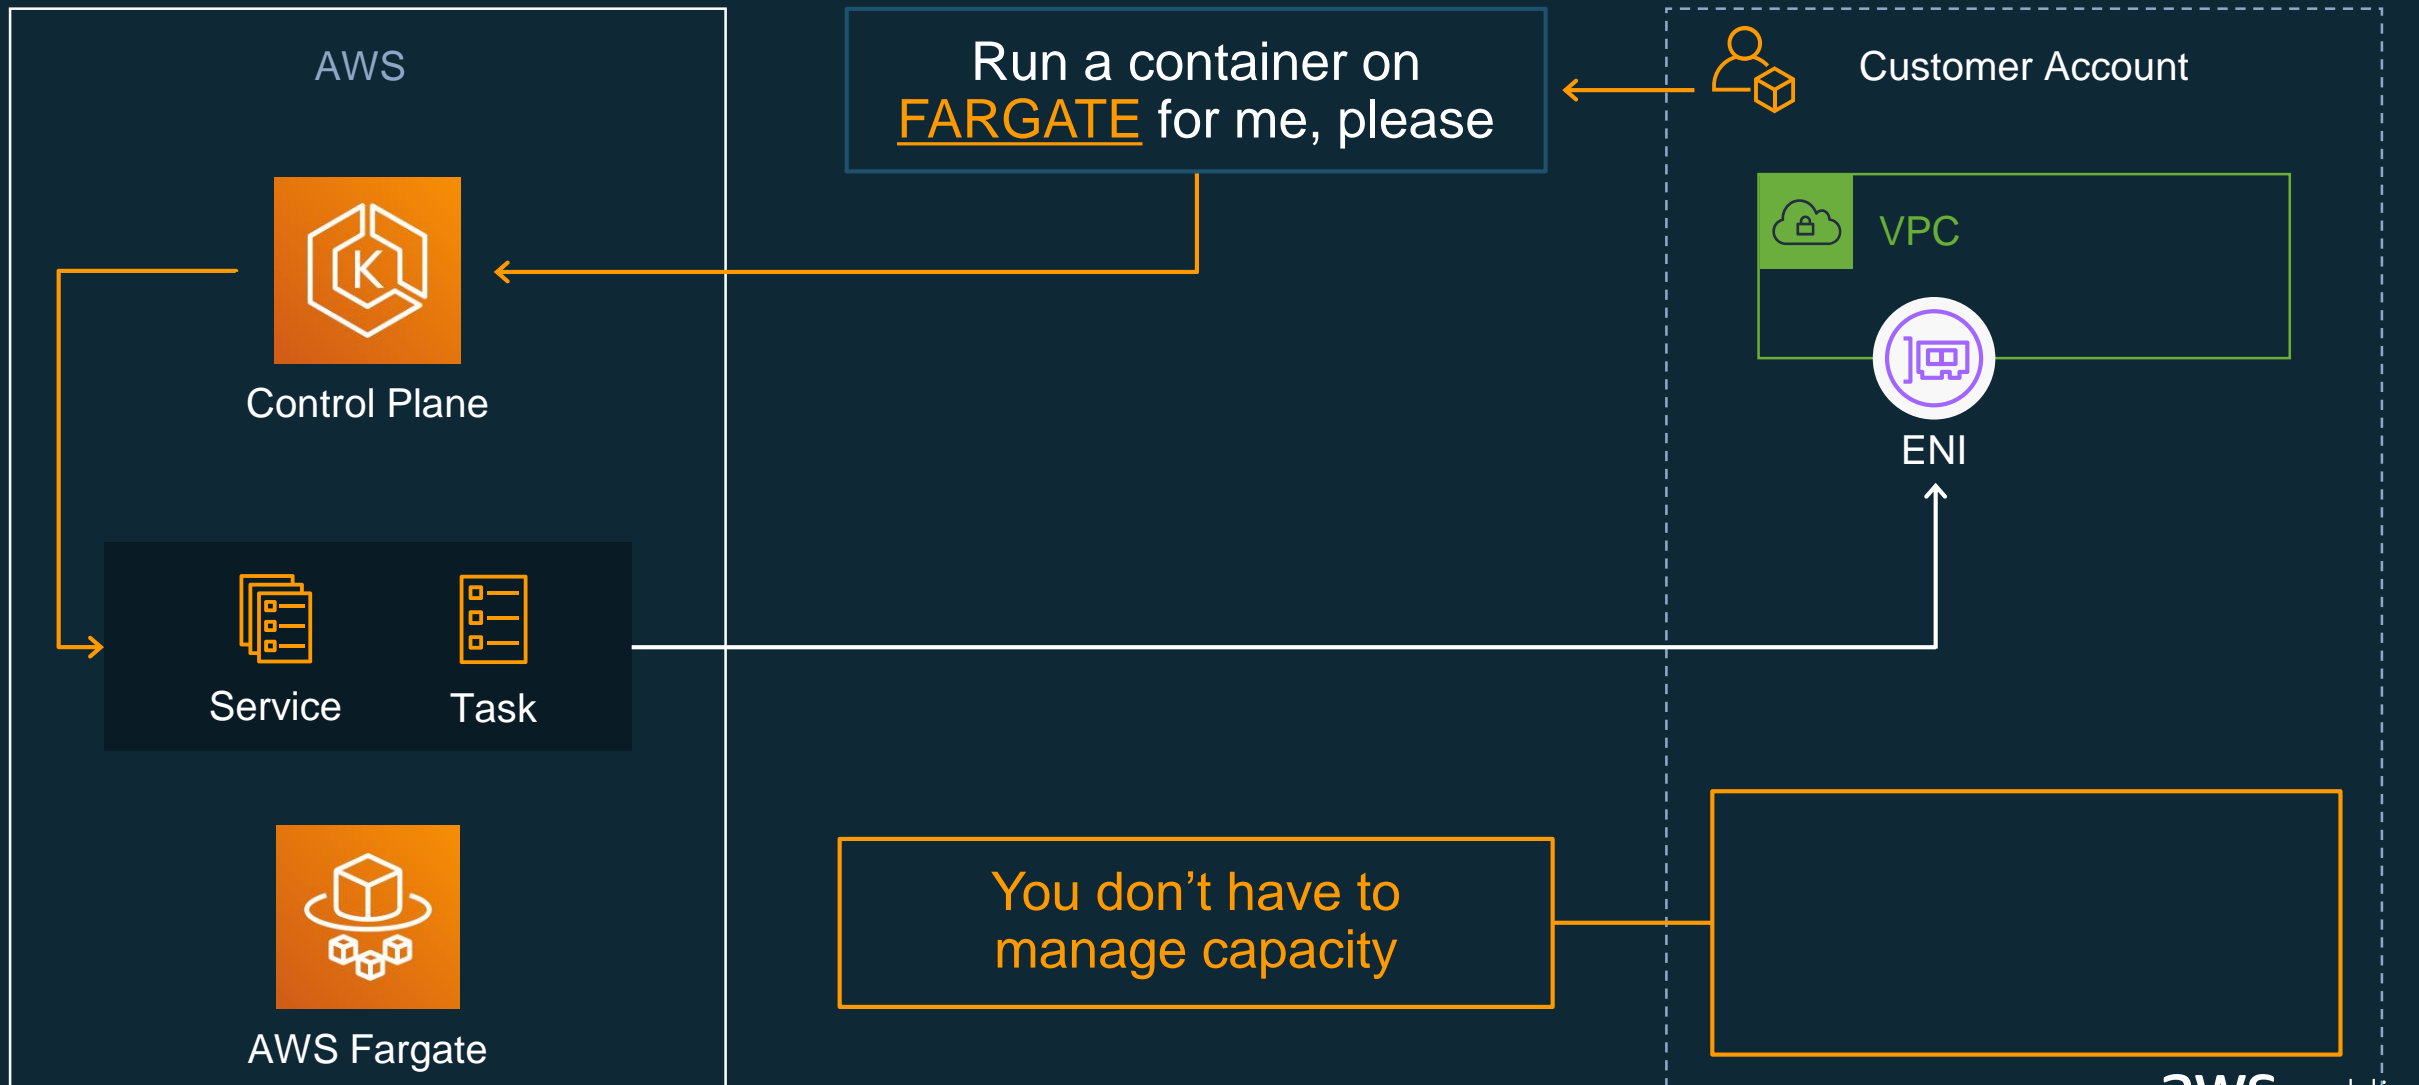 AWS
Run a container on
FARGATE for me, please
Customer Account
VPC
K
Control Plane
ENI
Service
Task
You don’t have to
manage capacity
AWS Fargate
aws